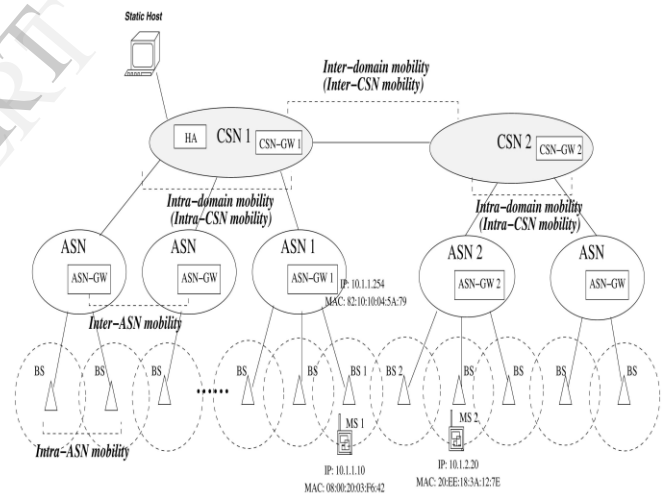 Static Host
Inter-domain mobility
(Inter-CSN mobility)
HA
CSN 1
CSN-GW 1
CSN 2
CSN-GW 2
Intra-domain mobility
(Intra-CSN mobility)
Intra-domain mobility
(Intra-CSN mobility)
ASN
ASN
ASN 1
ASN 2
ASN
ASN-GW
ASN-GW
ASN-GW 1
ASN-GW 2
ASN-GW
IP: 10.1.1.254
MAC: 82:10:10:04:5A:79
Inter-ASN mobility
BS
BS
BS
BS
BS
BS 1
BS 2
BS
BS
BS
BS
......
MS 1
MS 2
Intra-ASN mobility
IP: 10.1.1.10
MAC: 08:00:20:03:F6:42
IP: 10.1.2.20
MAC: 20:EE:18:3A:12:7E